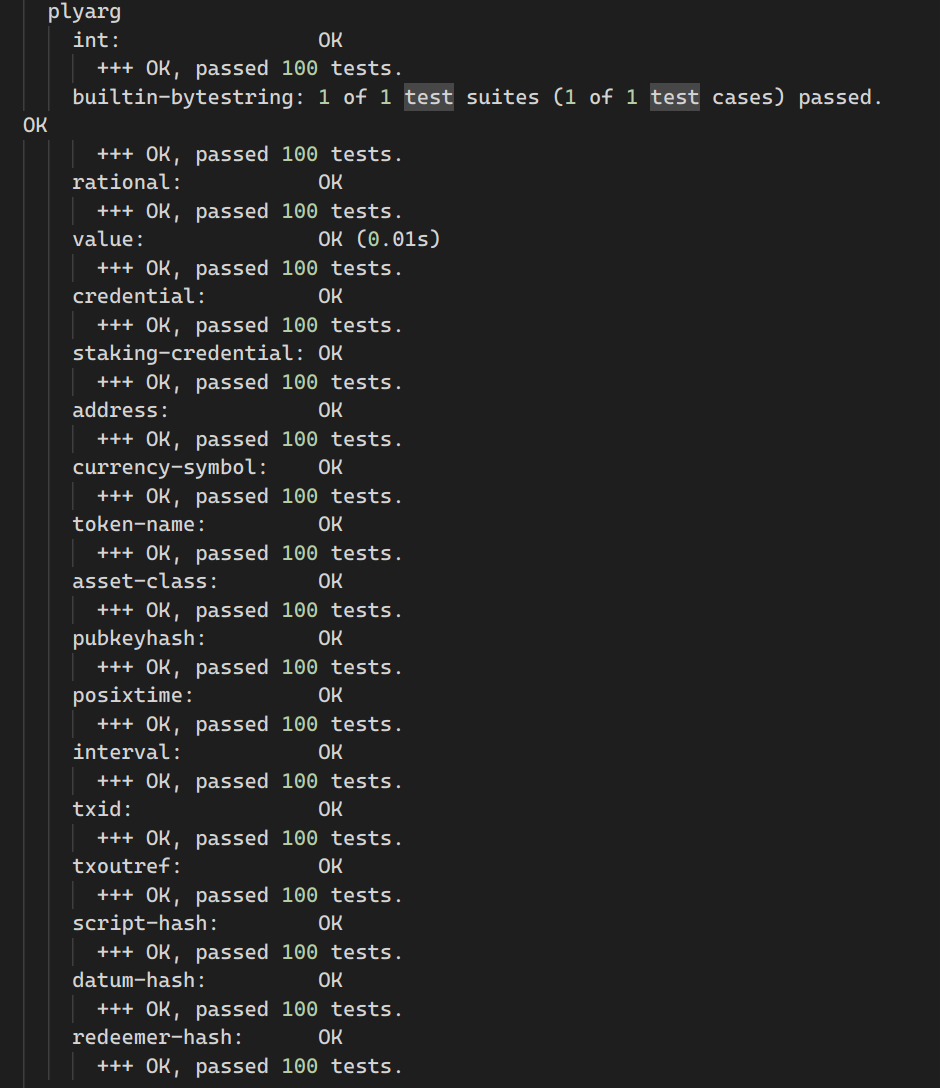 plyarg
int: OK
+++ OK, passed 100 tests.
builtin-bytestring: 1 of 1 test suites (1 of 1 test cases) passed.
OK
+++ OK, passed 100 tests.
rational: OK
+++ OK, passed 100 tests.
value: OK (0.01s)
+++ OK, passed 100 tests.
credential: OK
+++ OK, passed 100 tests.
staking-credential: OK
+++ OK, passed 100 tests.
address: OK
+++ OK, passed 100 tests.
currency-symbol: OK
+++ OK, passed 100 tests.
token-name: OK
+++ OK, passed 100 tests.
asset-class: OK
+++ OK, passed 100 tests.
pubkeyhash: OK
+++ OK, passed 100 tests.
posixtime: OK
+++ OK, passed 100 tests.
interval: OK
+++ OK, passed 100 tests.
txid: OK
+++ OK, passed 100 tests.
txoutref: OK
+++ OK, passed 100 tests.
script-hash: OK
+++ OK, passed 100 tests.
datum-hash: OK
+++ OK, passed 100 tests.
redeemer-hash: OK
+++ OK, passed 100 tests.